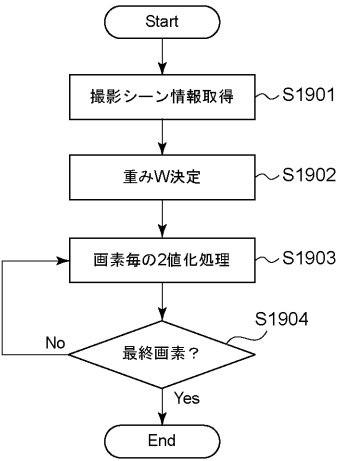 Start
撮影シーン情報取得
S1901
重みW決定
S1902
画素毎の2値化処理
S1903
S1904
最終画素？
No
Yes
End